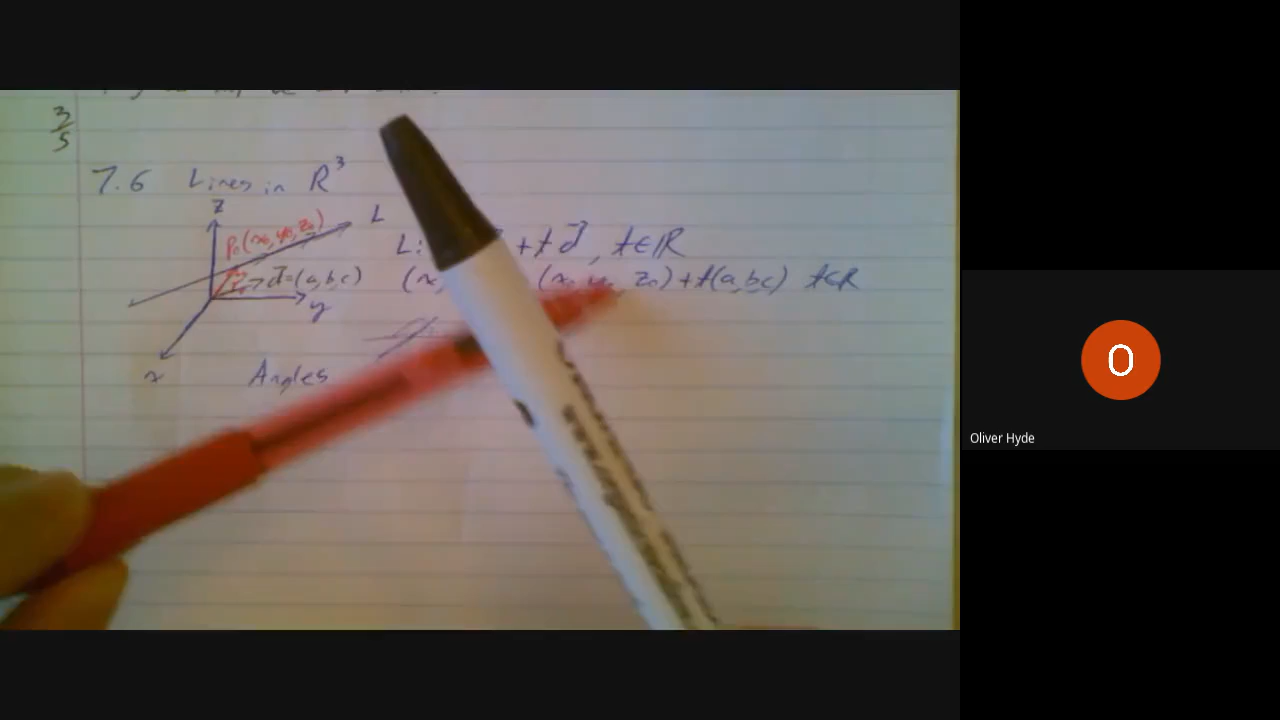 3/5
7.6 Lines in R³
z
P₀(x₀, y₀, z₀)
L
L: + t d⃗, t∈R
d⃗=(a,b,c)
(x, (x₀ y₀, z₀) + t(a,b,c) t∈R
y
x
Angles
O
Oliver Hyde